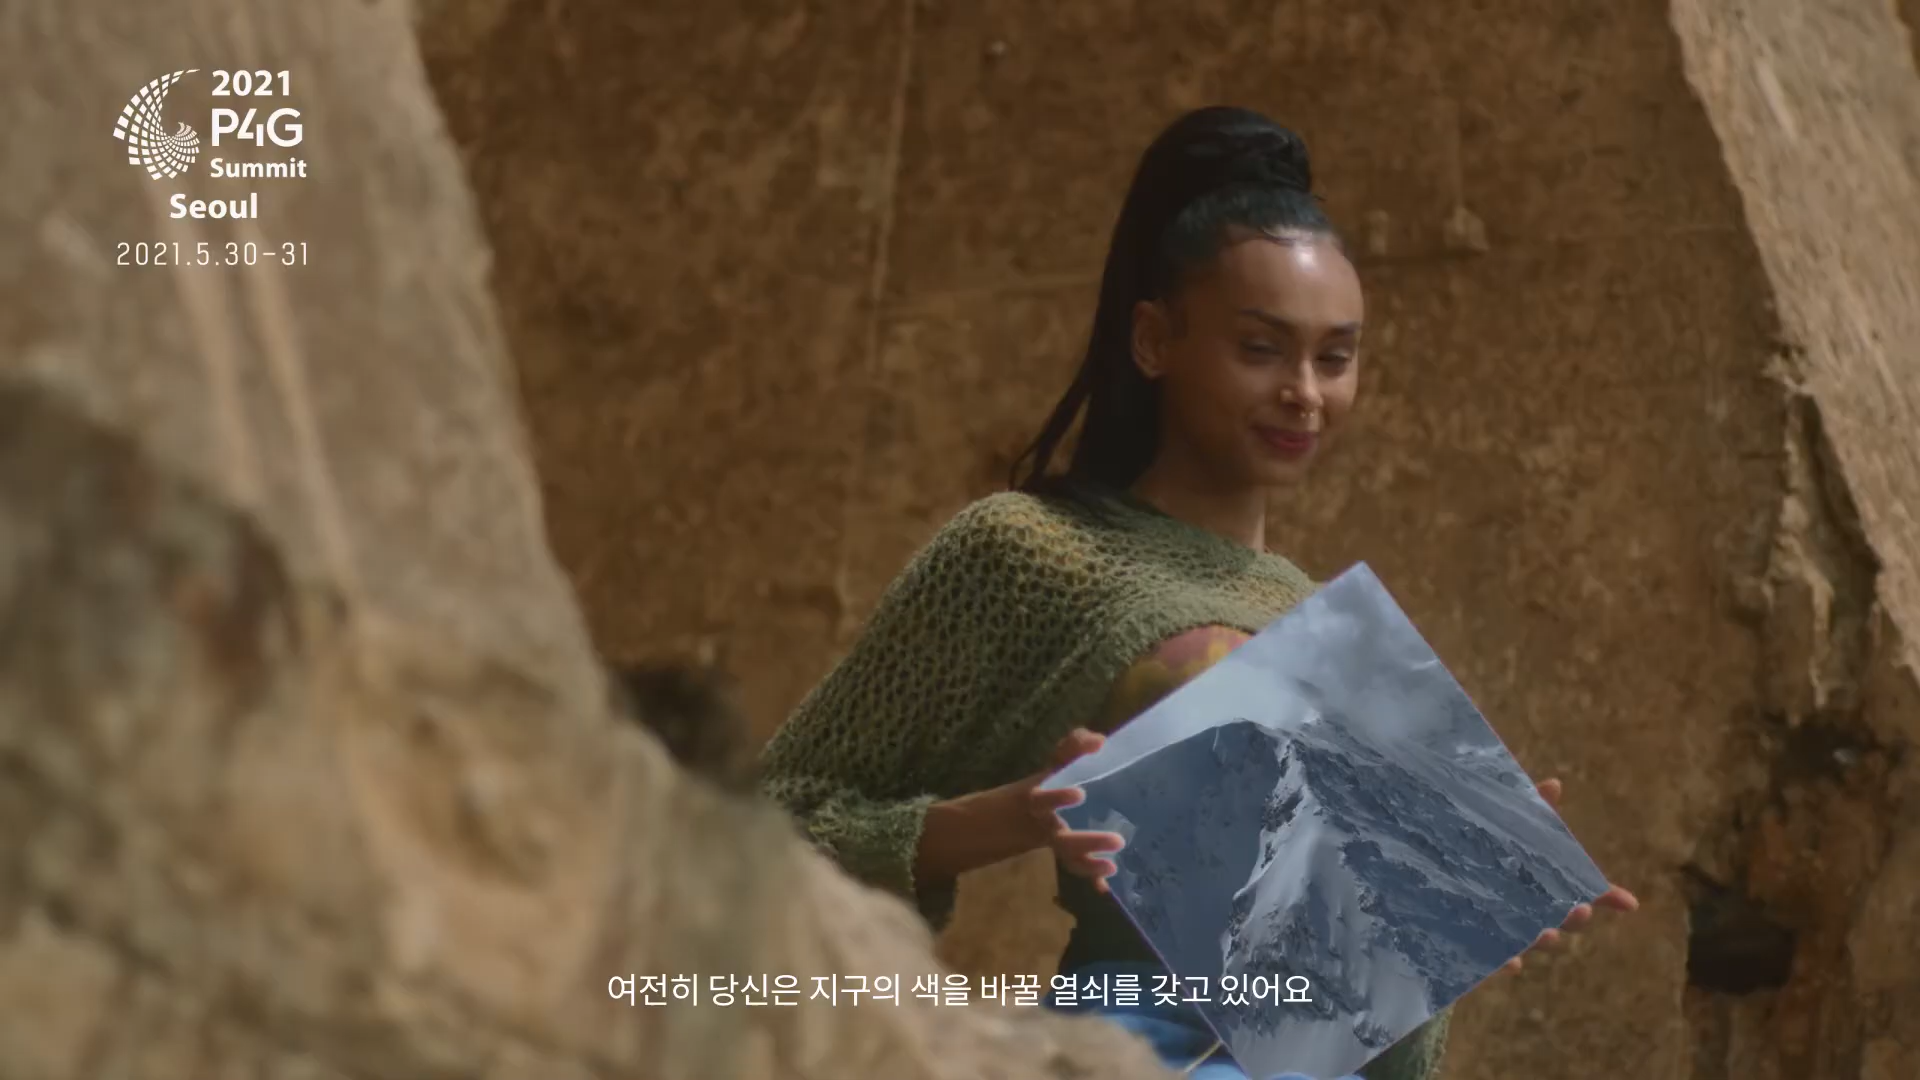 2021
P4G
Summit
Seoul
2021.5.30-31
여전히 당신은 지구의 색을 바꿀 열쇠를 갖고 있어요